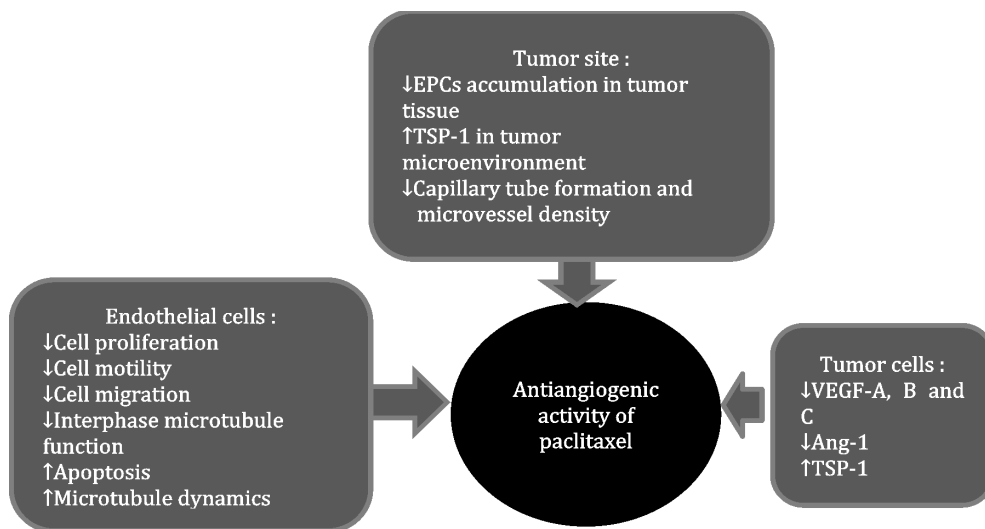 Tumor site :
↓EPCs accumulation in tumor
tissue
↑TSP-1 in tumor
microenvironment
↓Capillary tube formation and
microvessel density
Endothelial cells :
↓Cell proliferation
↓Cell motility
↓Cell migration
↓Interphase microtubule
function
↑Apoptosis
↑Microtubule dynamics
Antiangiogenic
activity of
paclitaxel
Tumor cells :
↓VEGF-A, B and
C
↓Ang-1
↑TSP-1